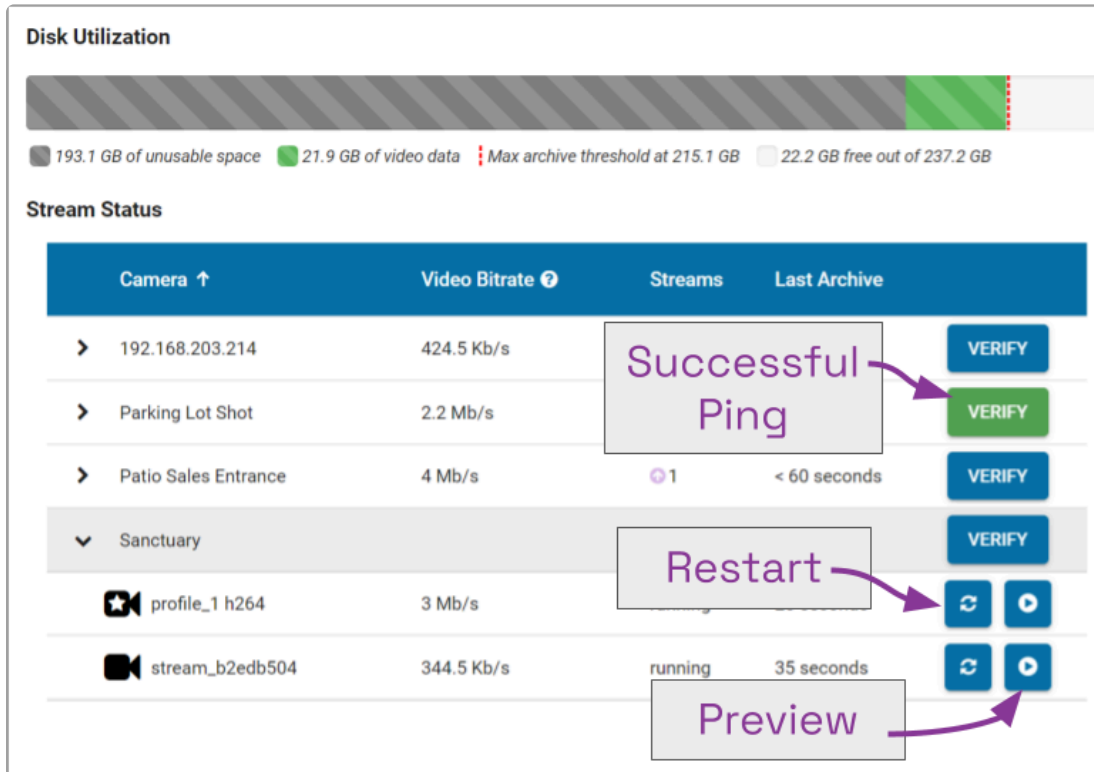 Disk Utilization
193.1 GB of unusable space 21.9 GB of video data Max archive threshold at 215.1 GB 22.2 GB free out of 237.2 GB
Stream Status
Camera ↑ Video Bitrate ? Streams Last Archive
192.168.203.214 424.5 Kb/s VERIFY
Successful
Ping
Parking Lot Shot 2.2 Mb/s VERIFY
Patio Sales Entrance 4 Mb/s 1 < 60 seconds VERIFY
Sanctuary VERIFY
Restart
profile_1 h264 3 Mb/s
stream_b2edb504 344.5 Kb/s running 35 seconds
Preview